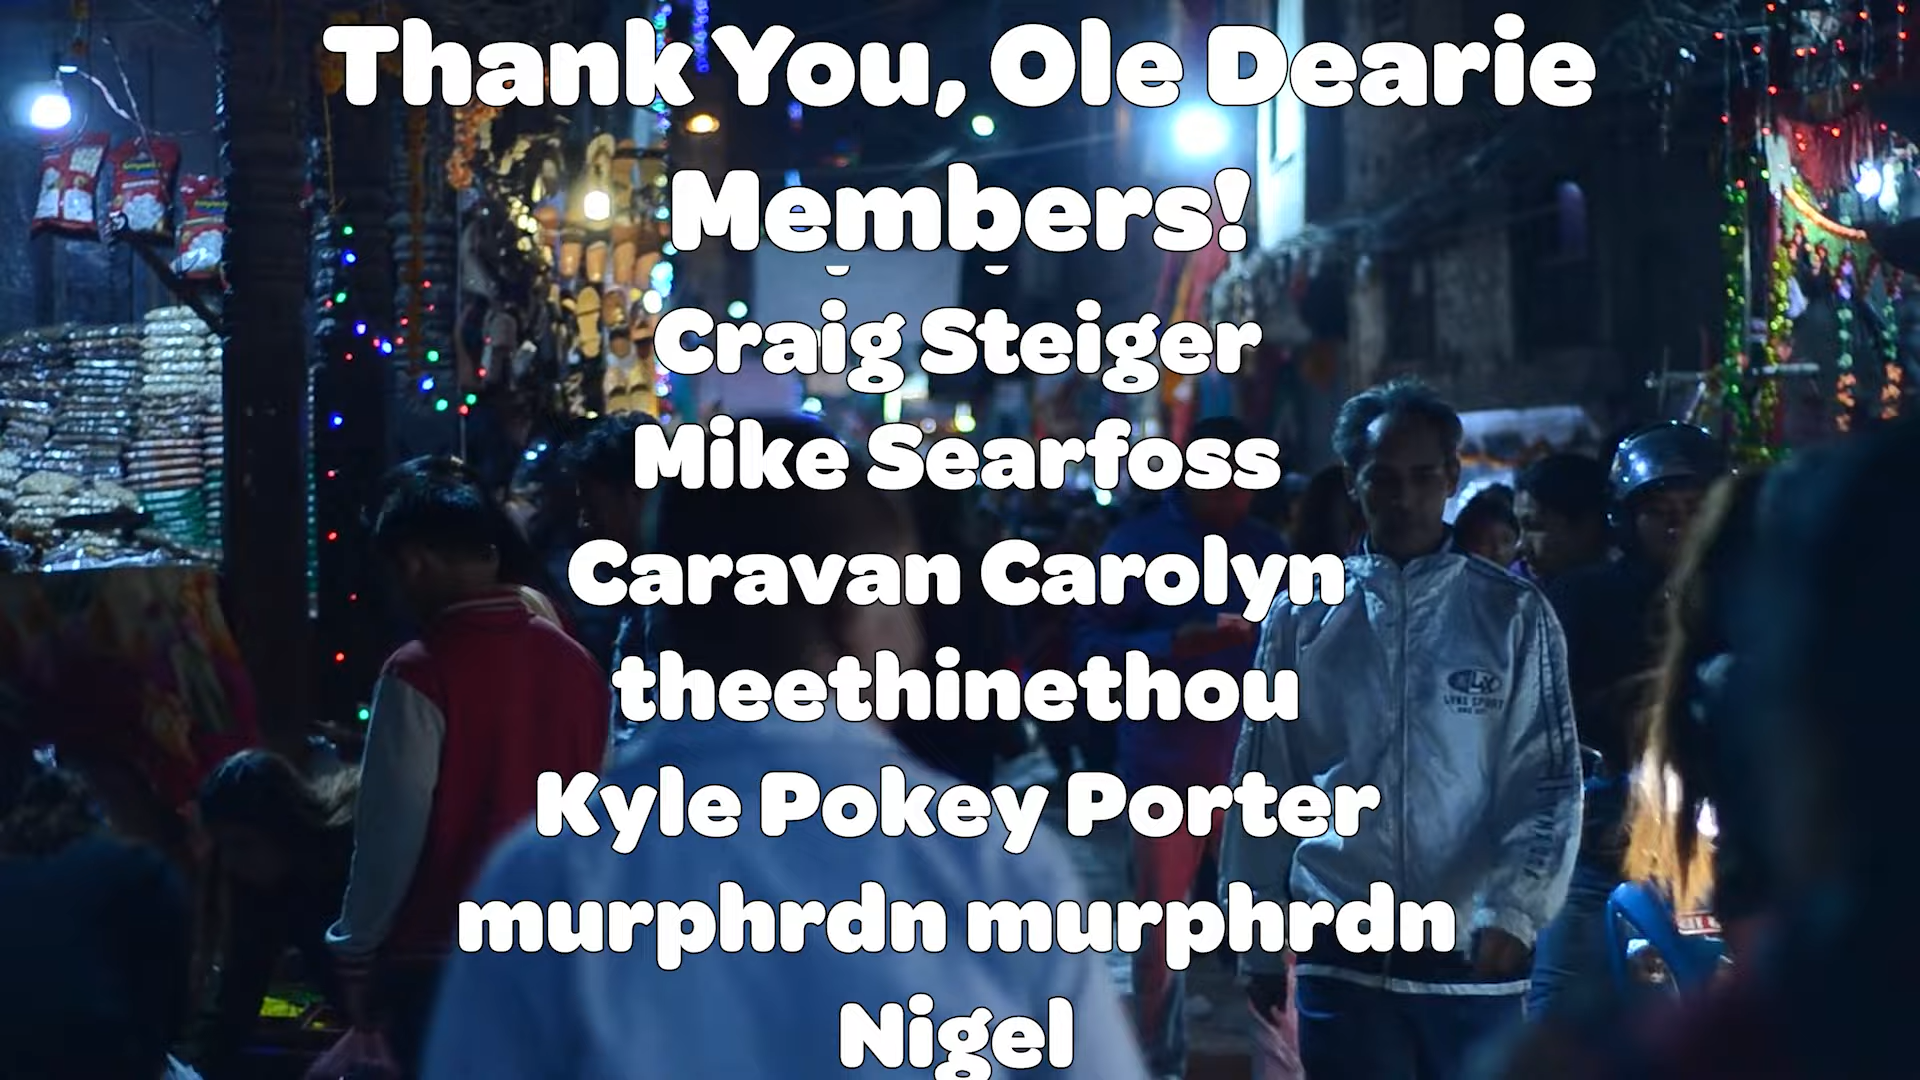 Thank You, Ole Dearie
Members!
Craig Steiger
Mike Searfoss
Caravan Carolyn
theethinethou
Kyle Pokey Porter
murphrdn murphrdn
Nigel